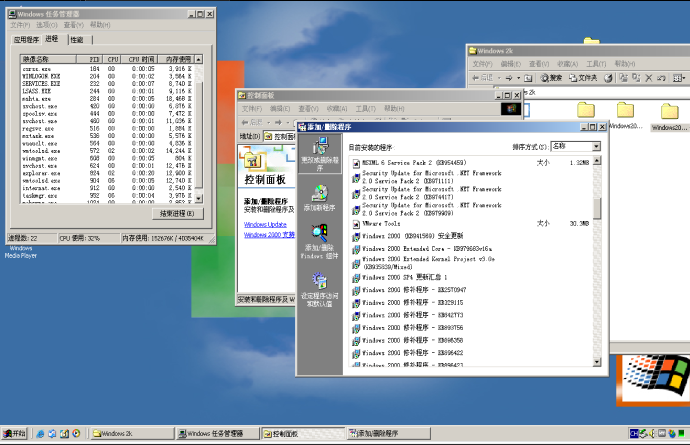 Windows 任务管理器
文件(F) 选项(O) 查看(V) 帮助(H)
应用程序 进程 性能
映像名称 PID CPU CPU 时间 内存使用
csrss.exe 184 00 0:00:05 3,916 K
WINLOGON.EXE 204 00 0:00:02 3,564 K
SERVICES.EXE 232 00 0:00:07 5,740 K
LSASS.EXE 244 00 0:00:01 9,116 K
mshta.exe 284 00 0:00:05 18,468 K
svchost.exe 420 00 0:00:00 6,076 K
spoolsv.exe 444 00 0:00:00 7,472 K
svchost.exe 500 00 0:00:01 11,036 K
regsvc.exe 516 00 0:00:00 1,884 K
mstask.exe 536 00 0:00:00 5,576 K
wuauclt.exe 564 00 0:00:00 4,836 K
vmtoolsd.exe 572 02 0:00:02 14,244 K
winmgmt.exe 608 00 0:00:05 804 K
svchost.exe 624 00 0:00:01 12,476 K
explorer.exe 824 02 0:00:20 12,900 K
vmtoolsd.exe 904 06 0:00:05 12,740 K
internat.exe 912 00 0:00:00 2,540 K
taskmgr.exe 952 06 0:00:04 3,976 K
结束进程(E)
进程数: 22 CPU 使用: 32% 内存使用: 152676K / 4035404K
Windows
Media Player
Windows 2k
文件(F) 编辑(E) 查看(V) 收藏(A) 工具(T) 帮助(H)
后退 搜索 文件夹
2k
Windows20...
Windows20...
控制面板
文件(F) 编辑(E) 查看(V) 收藏(A) 工具(T) 帮助(H)
后退
地址(D) 控制面板
控制面板
添加/删除程序
安装和删除程序及
Windows Update
Windows 2000 安装
安装和删除程序及 W
添加/删除程序
更改或删除程序
添加新程序
添加/删除 Windows 组件
设定程序访问和默认值
目前安装的程序: 排序方式(S): 名称
MSXML 6 Service Pack 2 (KB954459) 大小 1.32MB
Security Update for Microsoft .NET Framework
2.0 Service Pack 2 (KB971111)
Security Update for Microsoft .NET Framework
2.0 Service Pack 2 (KB974417)
Security Update for Microsoft .NET Framework
2.0 Service Pack 2 (KB979909)
VMware Tools 大小 30.3MB
Windows 2000 (KB941569) 安全更新
Windows 2000 Extended Core - KB979683v16a
Windows 2000 Extended Kernel Project v3.0e
(KB935839/Mixed)
Windows 2000 SP4 更新汇总 1
Windows 2000 修补程序 - KB2570947
Windows 2000 修补程序 - KB329115
Windows 2000 修补程序 - KB842773
Windows 2000 修补程序 - KB893756
Windows 2000 修补程序 - KB896358
Windows 2000 修补程序 - KB896422
Windows 2000 修补程序 - KB896423
开始 Windows 2k Windows 任务管理器 控制面板 添加/删除程序